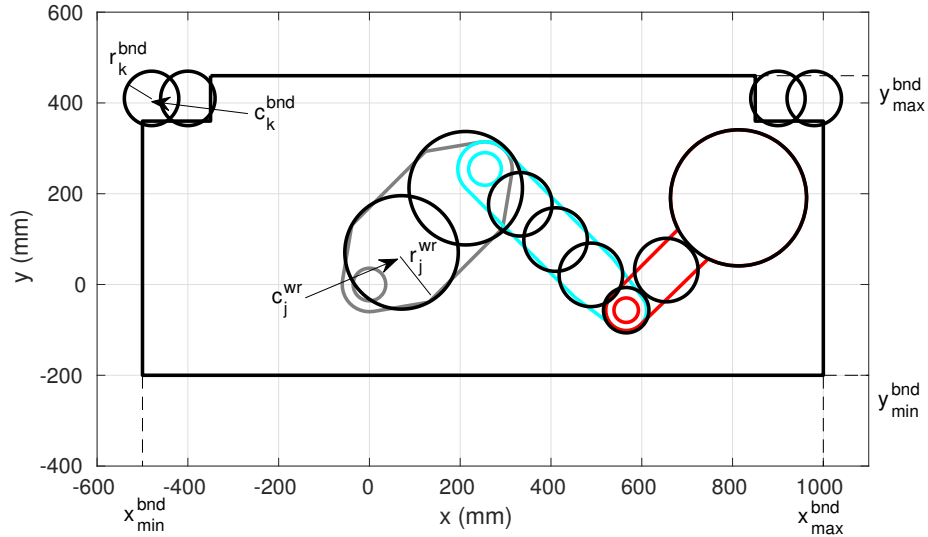 600
400
200
0
-200
-400
y (mm)
r_k^bnd
c_k^bnd
r_j^wr
c_j^wr
y_max^bnd
y_min^bnd
-600 -400 -200 0 200 400 600 800 1000
x_min^bnd x (mm) x_max^bnd